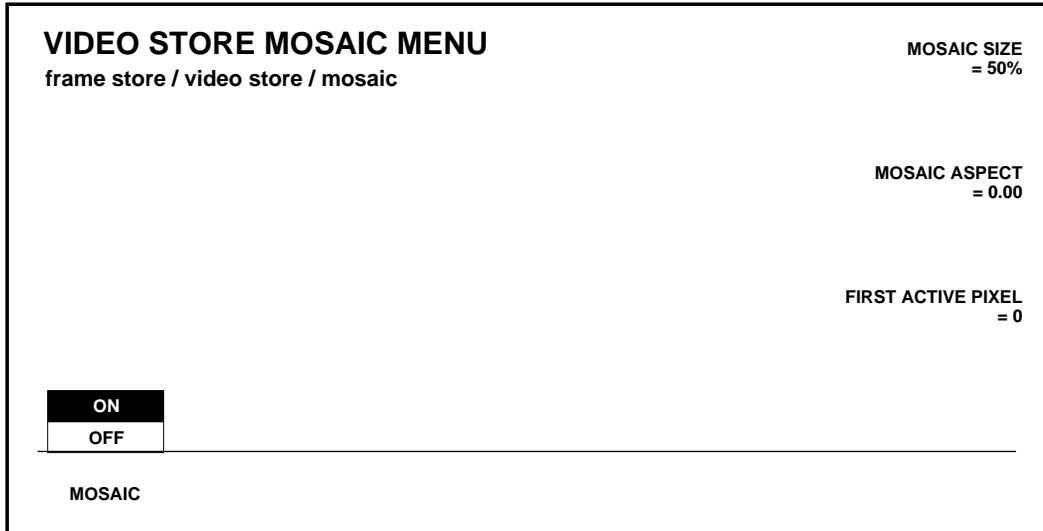 VIDEO STORE MOSAIC MENU
frame store / video store / mosaic
MOSAIC SIZE
= 50%
MOSAIC ASPECT
= 0.00
FIRST ACTIVE PIXEL
= 0
ON
OFF
MOSAIC